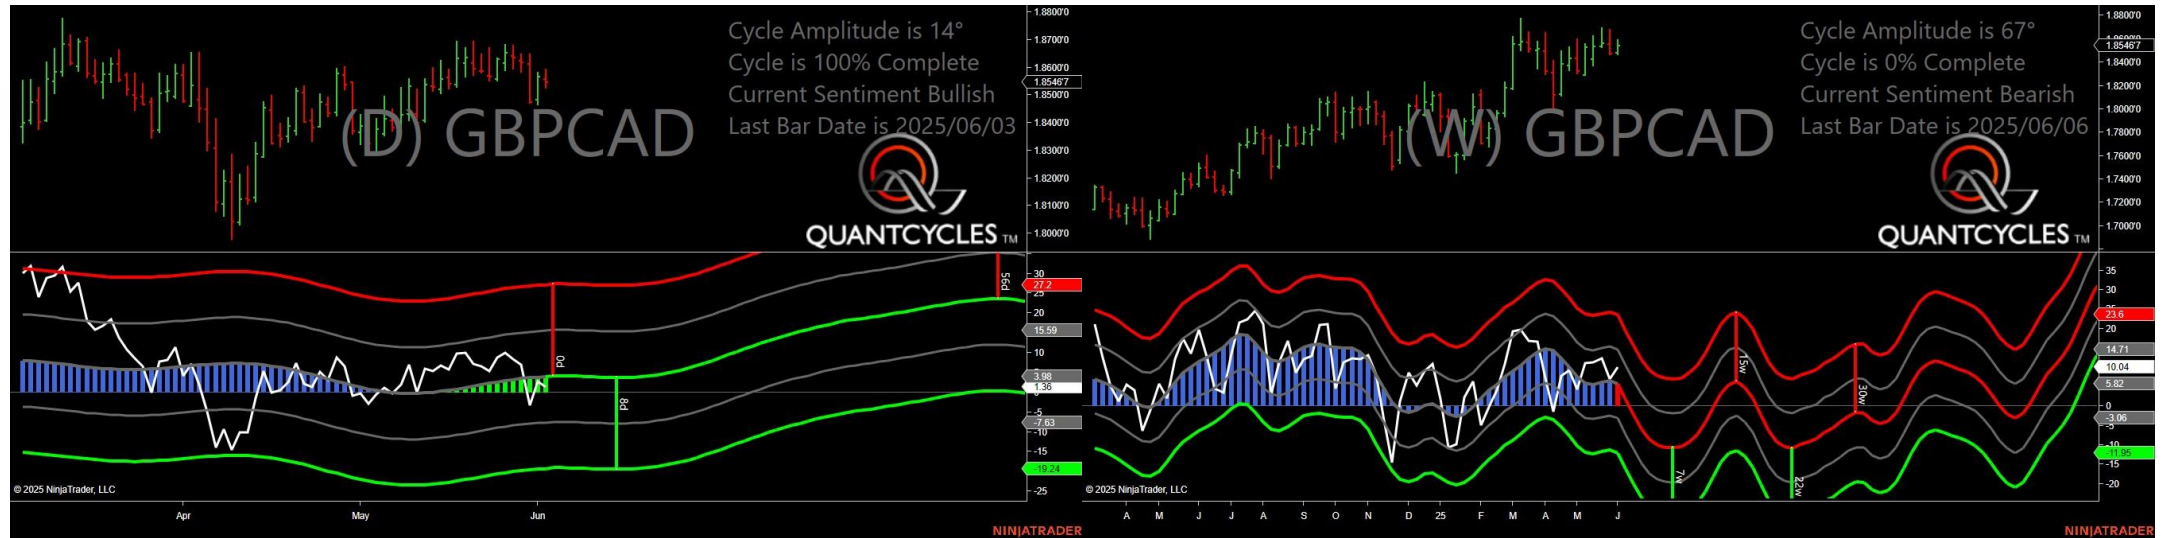 Cycle Amplitude is 14°
Cycle is 100% Complete
Current Sentiment Bullish
Last Bar Date is 2025/06/03
(D) GBPCAD
QUANTCYCLES TM
1.8800'0
1.8700'0
1.8600'0
1.8546'7
1.8500'0
1.8400'0
1.8300'0
1.8200'0
1.8100'0
1.8000'0
30
27.2
25
20
15.59
10
3.98
1.36
-5
-7.63
-10
-15
-19.24
-25
0d
8d
56d
© 2025 NinjaTrader, LLC
Apr
May
Jun
NINJATRADER
Cycle Amplitude is 67°
Cycle is 0% Complete
Current Sentiment Bearish
Last Bar Date is 2025/06/06
(W) GBPCAD
QUANTCYCLES TM
1.8800'0
1.8546'7
1.8400'0
1.8200'0
1.8000'0
1.7800'0
1.7600'0
1.7400'0
1.7200'0
1.7000'0
35
30
23.6
20
14.71
10.04
5.82
0
-3.06
-5
-10
-11.95
-15
-20
7w
15w
22w
30w
© 2025 NinjaTrader, LLC
A M J J A S O N D 25 F M A M J
NINJATRADER